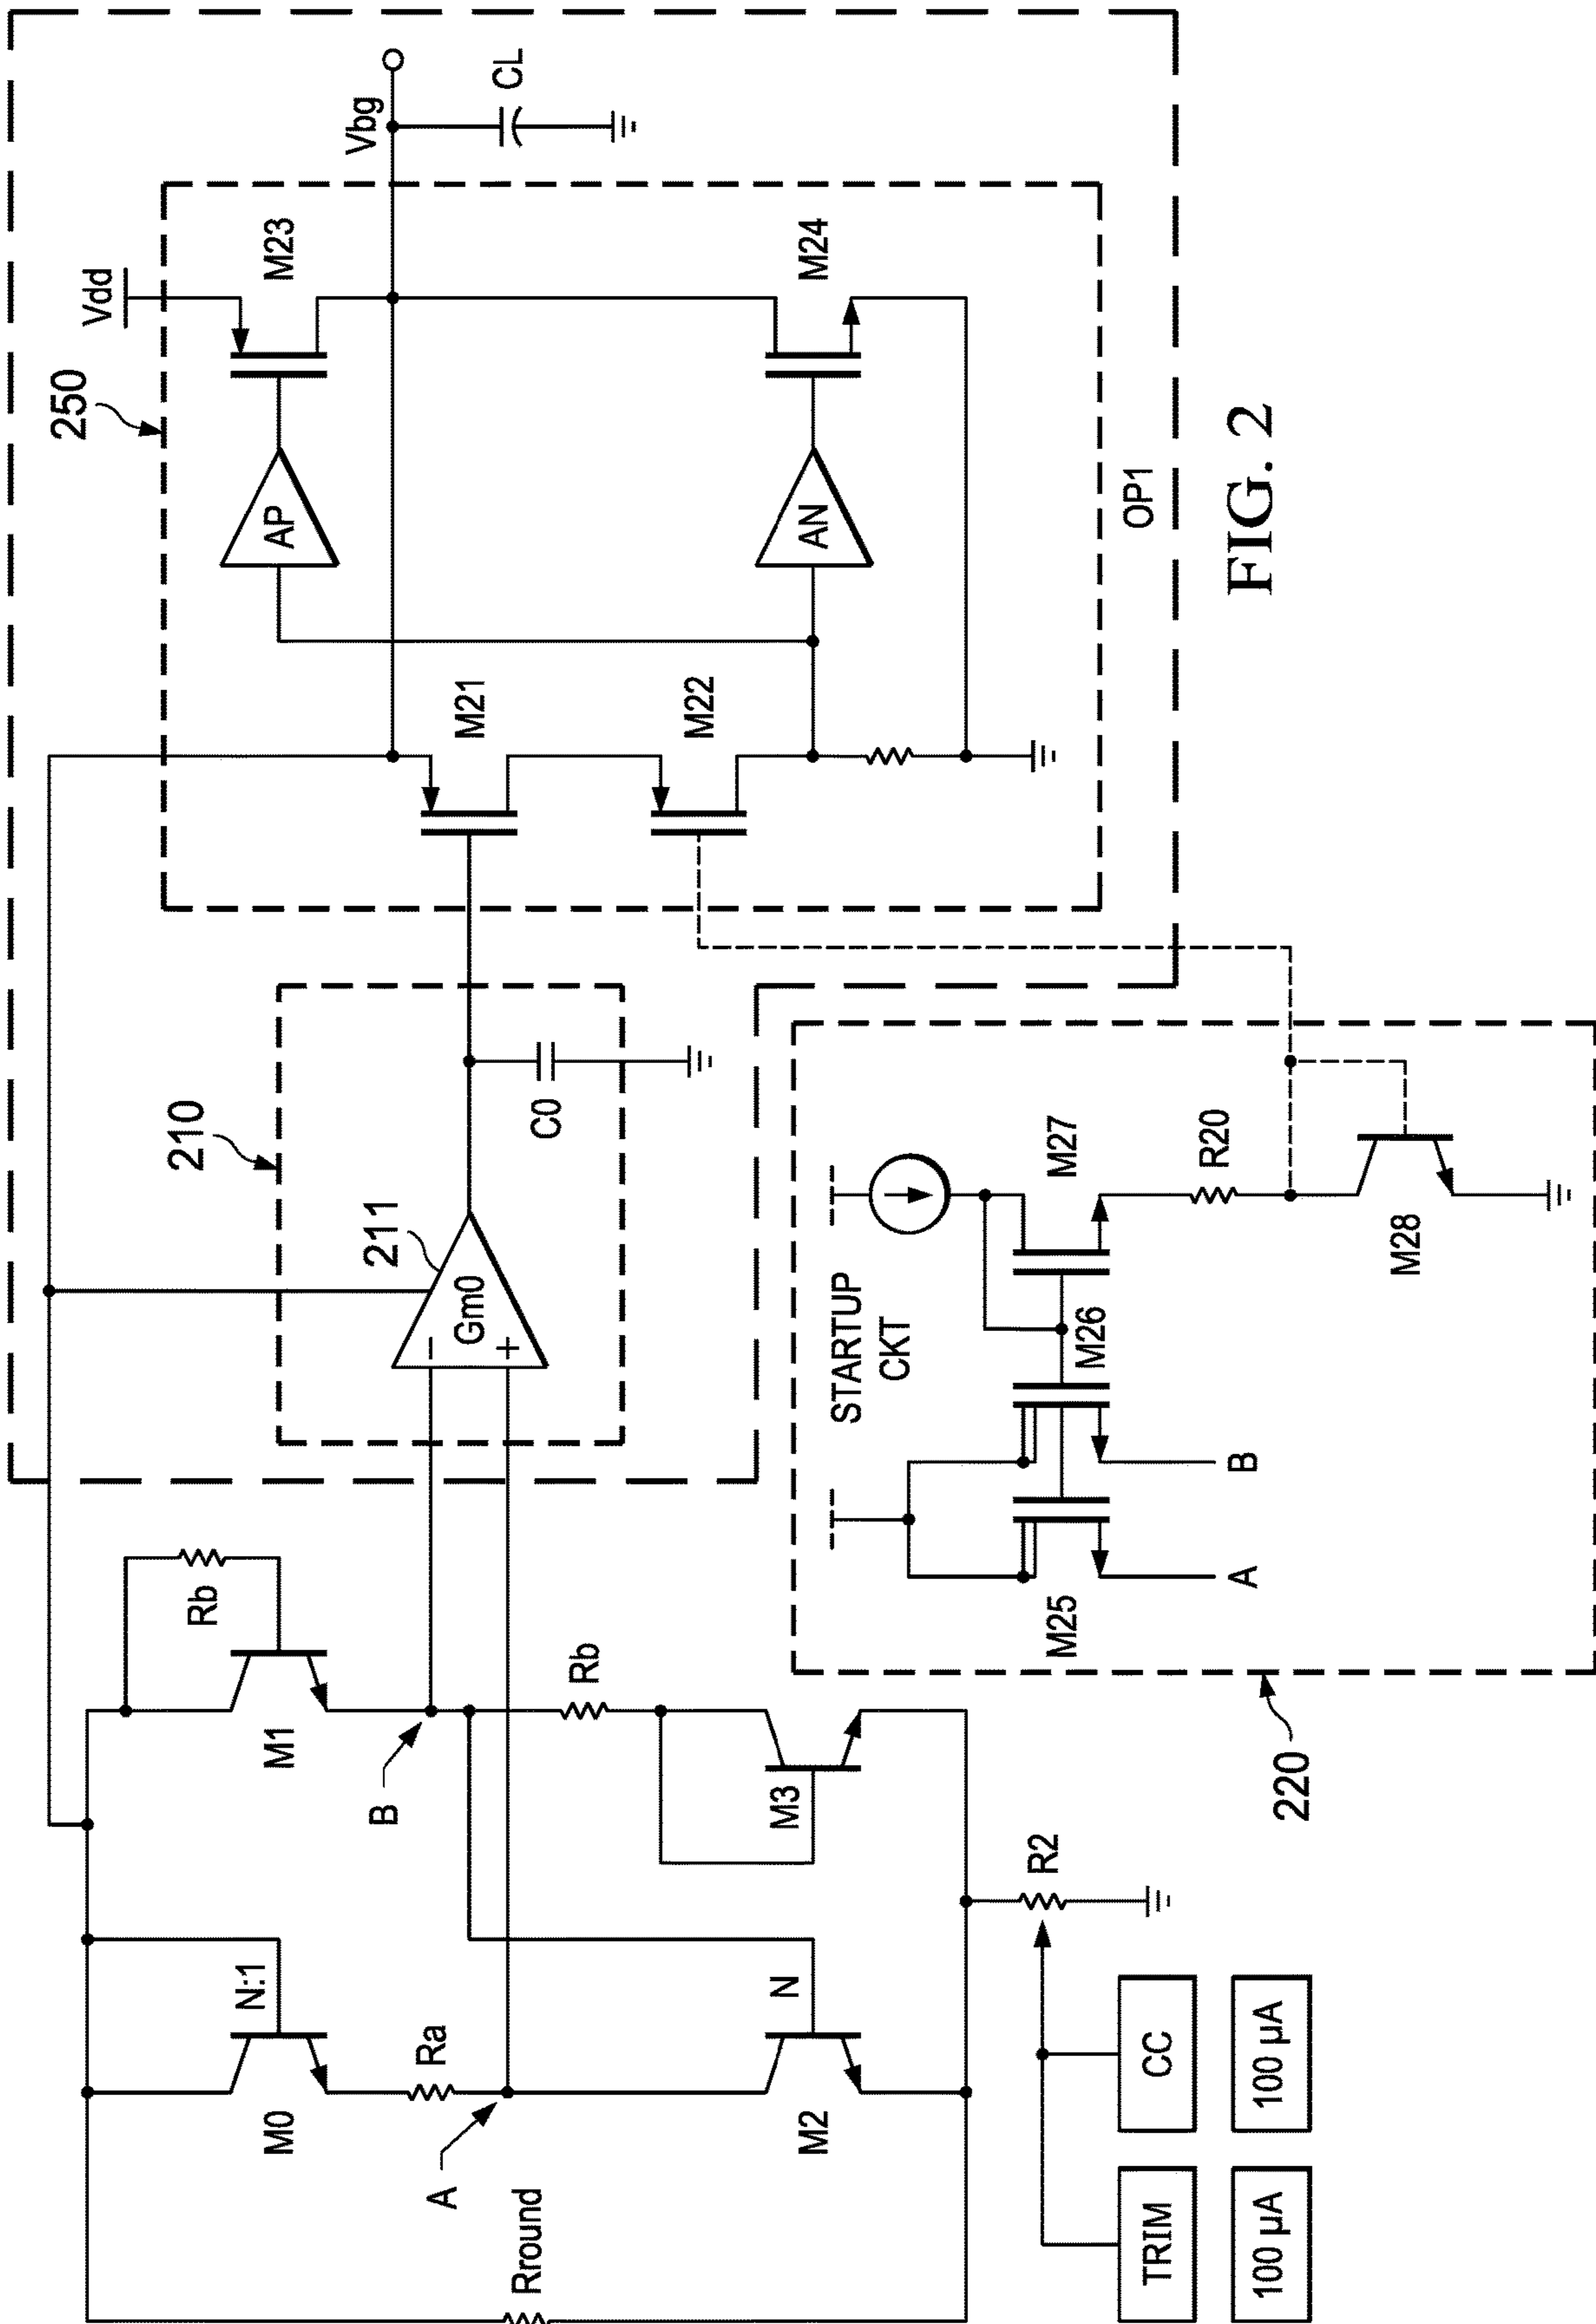 Rround
M0
N:1
M1
Rb
Ra
A
B
M2
N
M3
Rb
R2
TRIM
CC
100 µA
100 µA
210
211
Gm0
−
+
C0
250
Vdd
M21
M22
AP
AN
M23
M24
Vbg
CL
OP1
STARTUP
CKT
M25
M26
M27
R20
M28
A
B
220
FIG. 2